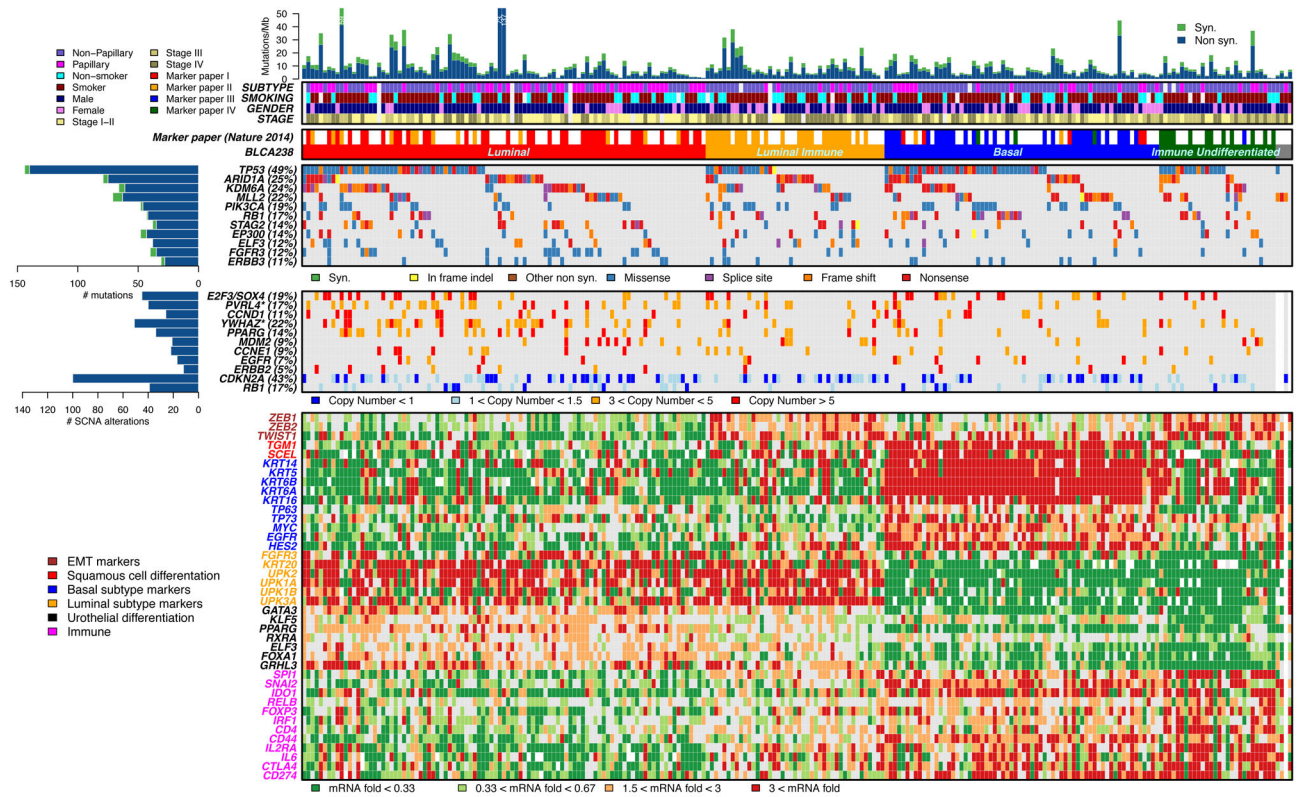 50
40
30
20
10
0
Mutations/Mb
Syn.
Non syn.
Non-Papillary
Papillary
Non-smoker
Smoker
Male
Female
Stage I-II
Stage III
Stage IV
Marker paper I
Marker paper II
Marker paper III
Marker paper IV
SUBTYPE
SMOKING
GENDER
STAGE
Marker paper (Nature 2014)
BLCA238
Luminal
Luminal Immune
Basal
Immune Undifferentiated
TP53 (49%)
ARID1A (25%)
KDM6A (24%)
MLL2 (22%)
PIK3CA (19%)
RB1 (17%)
STAG2 (14%)
EP300 (14%)
ELF3 (12%)
FGFR3 (12%)
ERBB3 (11%)
150 100 50 0
# mutations
Syn.
In frame indel
Other non syn.
Missense
Splice site
Frame shift
Nonsense
E2F3/SOX4 (19%)
PVRL4* (17%)
CCND1 (11%)
YWHAZ* (22%)
PPARG (14%)
MDM2 (9%)
CCNE1 (9%)
EGFR (7%)
ERBB2 (5%)
CDKN2A (43%)
RB1 (17%)
140 100 80 60 40 20 0
# SCNA alterations
Copy Number < 1
1 < Copy Number < 1.5
3 < Copy Number < 5
Copy Number > 5
ZEB1
ZEB2
TWIST1
TGM1
SCEL
KRT14
KRT5
KRT6B
KRT6A
KRT16
TP63
TP73
MYC
EGFR
HES2
FGFR3
KRT20
UPK2
UPK1A
UPK1B
UPK3A
GATA3
KLF5
PPARG
RXRA
ELF3
FOXA1
GRHL3
SPI1
SNAI2
IDO1
RELB
FOXP3
IRF1
CD4
CD44
IL2RA
IL6
CTLA4
CD274
EMT markers
Squamous cell differentation
Basal subtype markers
Luminal subtype markers
Urothelial differentiation
Immune
mRNA fold < 0.33
0.33 < mRNA fold < 0.67
1.5 < mRNA fold < 3
3 < mRNA fold